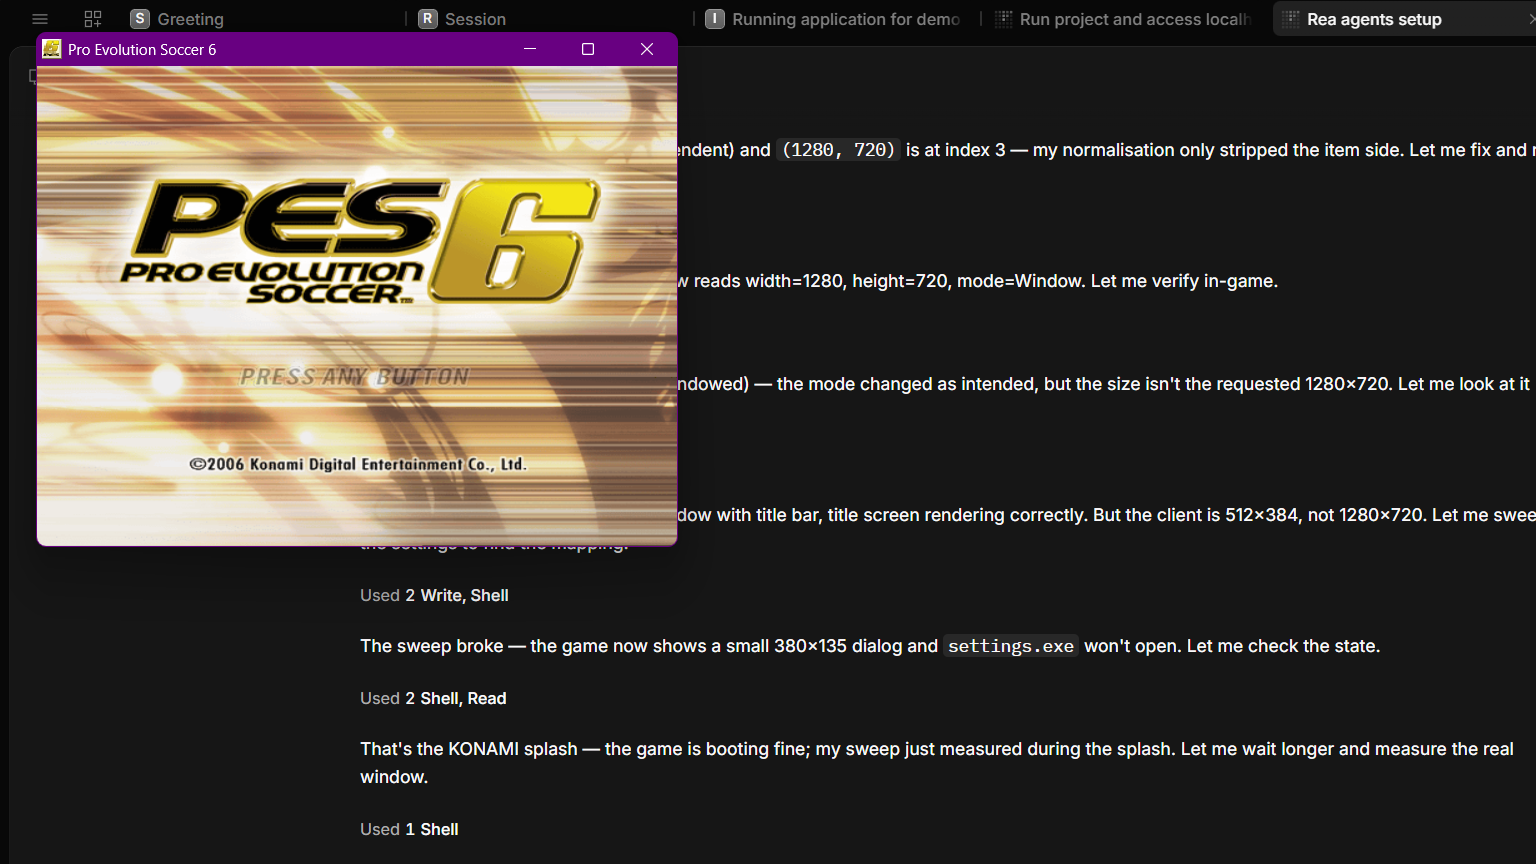 S Greeting
R Session
I Running application for demo
Run project and access localh
Rea agents setup
Pro Evolution Soccer 6
PES 6
PRO EVOLUTION
SOCCER™
PRESS ANY BUTTON
©2006 Konami Digital Entertainment Co., Ltd.
endent) and (1280, 720) is at index 3 — my normalisation only stripped the item side. Let me fix and r
w reads width=1280, height=720, mode=Window. Let me verify in-game.
ndowed) — the mode changed as intended, but the size isn't the requested 1280×720. Let me look at it
dow with title bar, title screen rendering correctly. But the client is 512×384, not 1280×720. Let me swee
the settings to find the mapping.
Used 2 Write, Shell
The sweep broke — the game now shows a small 380×135 dialog and settings.exe won't open. Let me check the state.
Used 2 Shell, Read
That's the KONAMI splash — the game is booting fine; my sweep just measured during the splash. Let me wait longer and measure the real
window.
Used 1 Shell